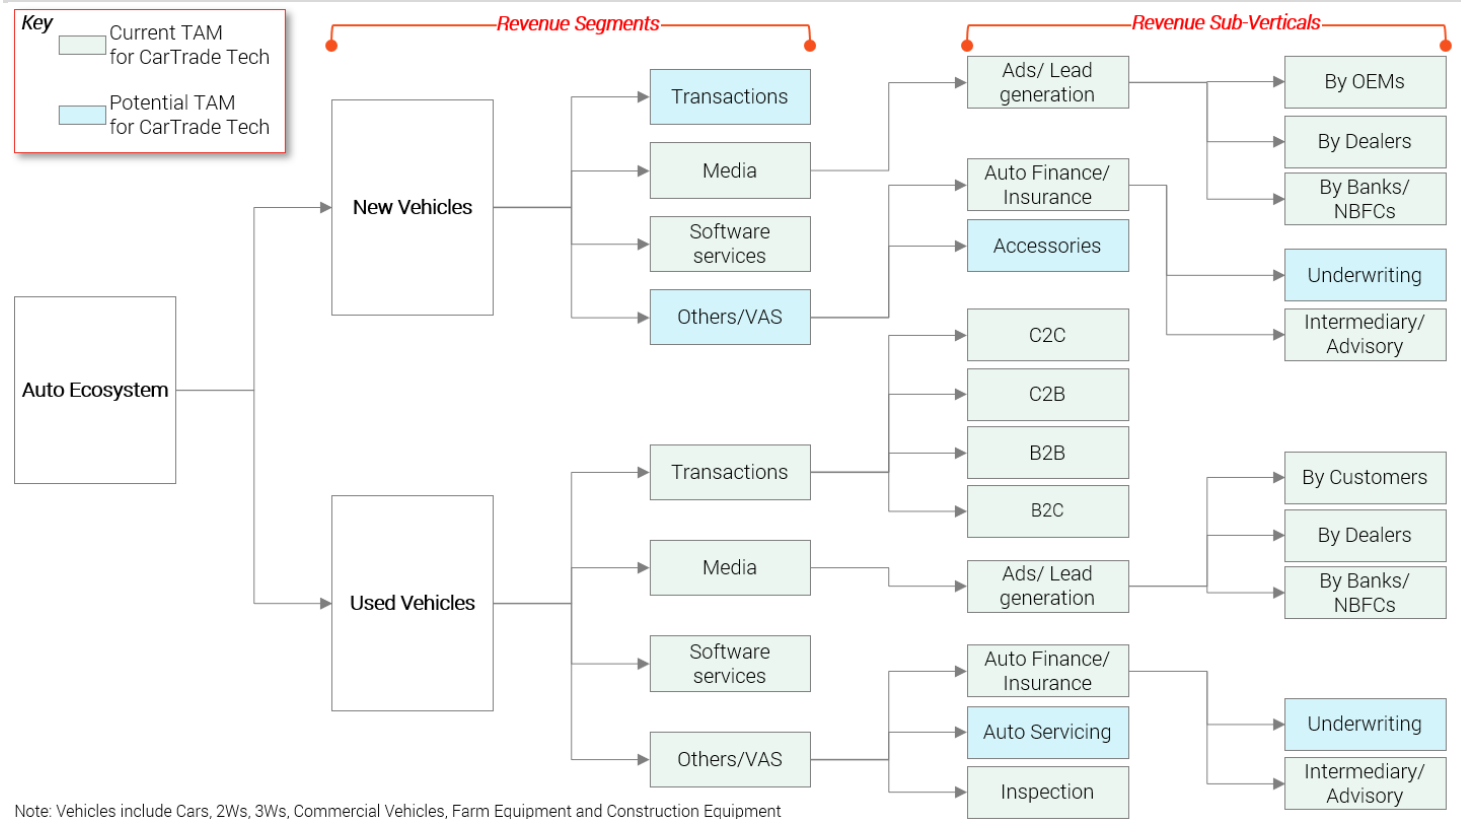 Key
Current TAM
for CarTrade Tech
Potential TAM
for CarTrade Tech
Revenue Segments
Revenue Sub-Verticals
Auto Ecosystem
New Vehicles
Transactions
Media
Software
services
Others/VAS
Ads/ Lead
generation
By OEMs
By Dealers
By Banks/
NBFCs
Auto Finance/
Insurance
Accessories
Underwriting
Intermediary/
Advisory
Used Vehicles
Transactions
C2C
C2B
B2B
B2C
Media
Ads/ Lead
generation
By Customers
By Dealers
By Banks/
NBFCs
Software
services
Others/VAS
Auto Finance/
Insurance
Auto Servicing
Inspection
Underwriting
Intermediary/
Advisory
Note: Vehicles include Cars, 2Ws, 3Ws, Commercial Vehicles, Farm Equipment and Construction Equipment